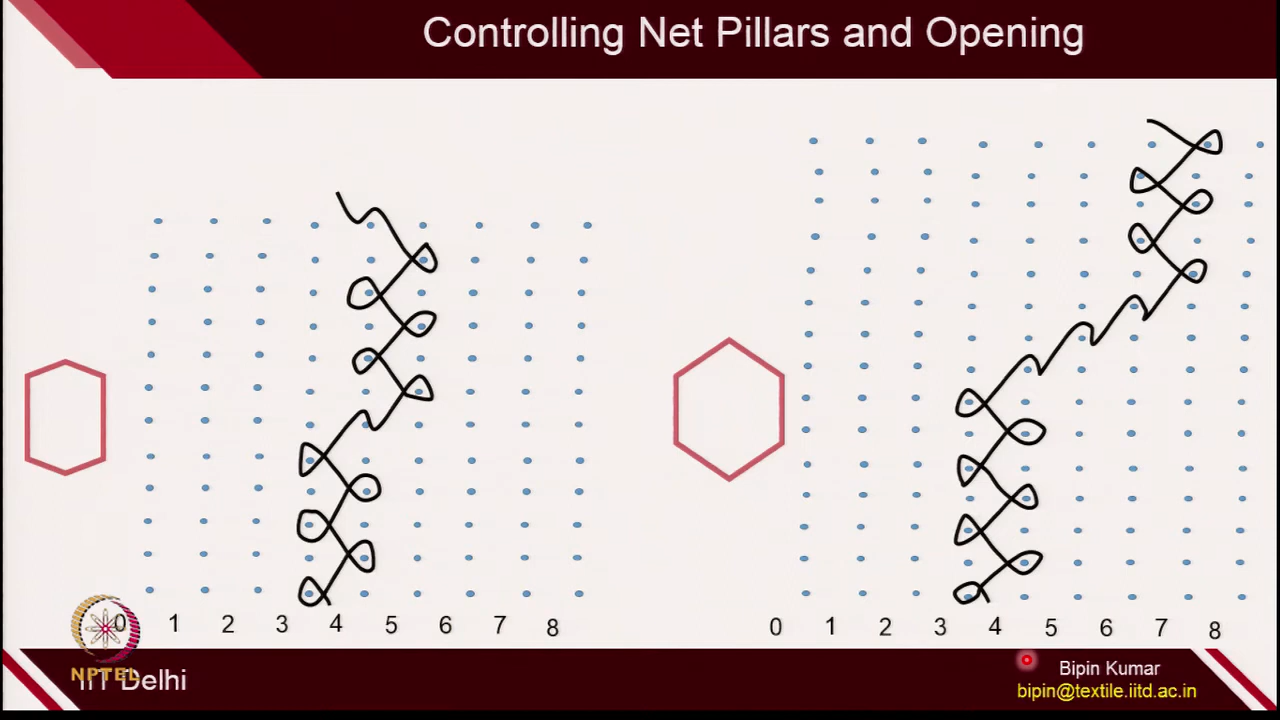 Controlling Net Pillars and Opening
0 1 2 3 4 5 6 7 8
0 1 2 3 4 5 6 7 8
NPTEL
IIT Delhi
Bipin Kumar
bipin@textile.iitd.ac.in